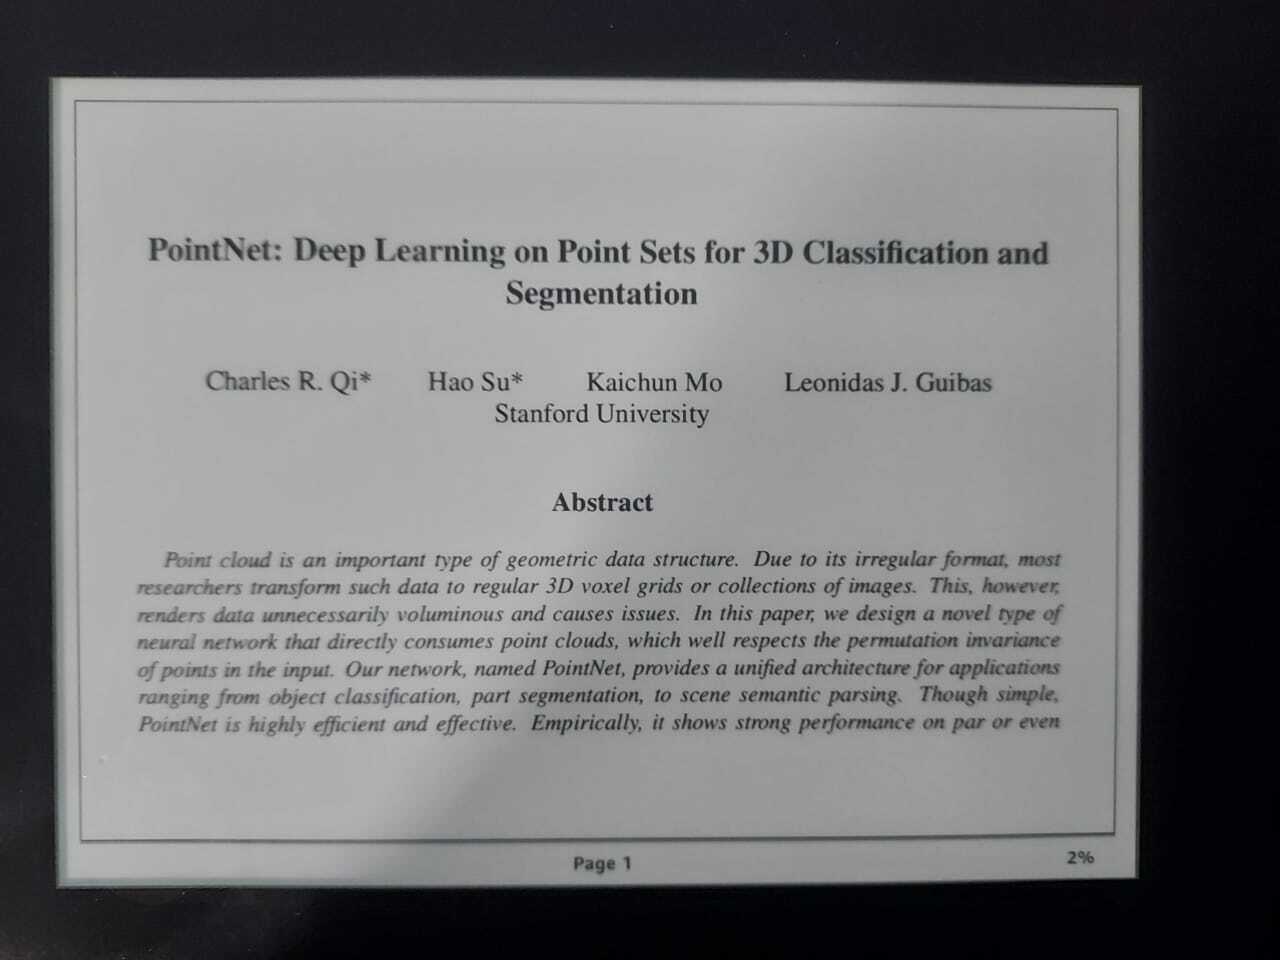 PointNet: Deep Learning on Point Sets for 3D Classification and
Segmentation
Charles R. Qi* Hao Su* Kaichun Mo Leonidas J. Guibas
Stanford University
Abstract
Point cloud is an important type of geometric data structure. Due to its irregular format, most
researchers transform such data to regular 3D voxel grids or collections of images. This, however,
renders data unnecessarily voluminous and causes issues. In this paper, we design a novel type of
neural network that directly consumes point clouds, which well respects the permutation invariance
of points in the input. Our network, named PointNet, provides a unified architecture for applications
ranging from object classification, part segmentation, to scene semantic parsing. Though simple,
PointNet is highly efficient and effective. Empirically, it shows strong performance on par or even
Page 1
2%